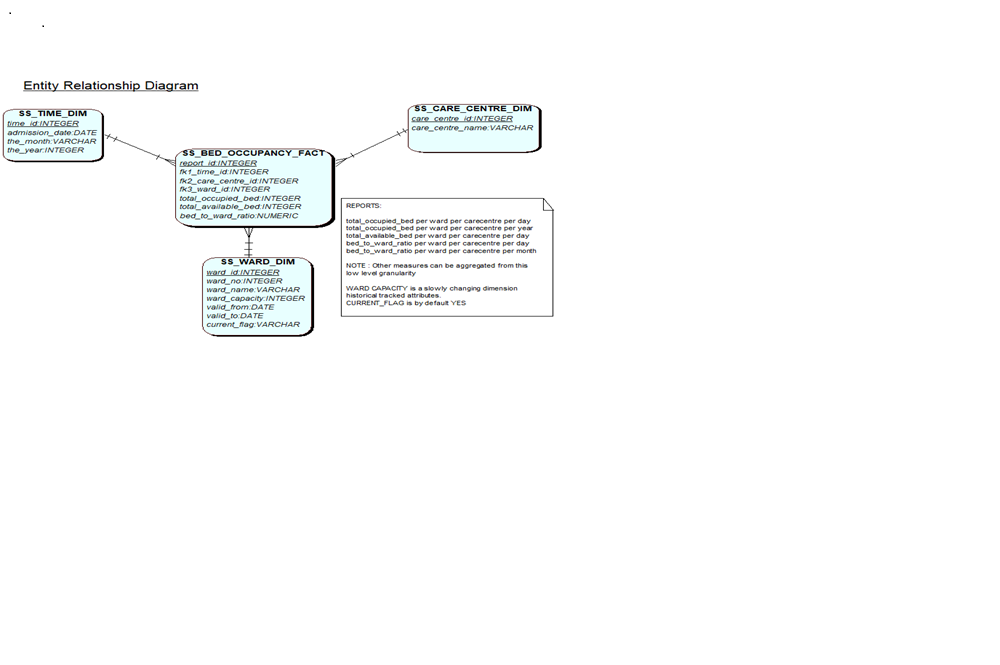 Entity Relationship Diagram
SS_TIME_DIM
time_id:INTEGER
admission_date:DATE
the_month:VARCHAR
the_year:INTEGER
SS_CARE_CENTRE_DIM
care_centre_id:INTEGER
care_centre_name:VARCHAR
SS_BED_OCCUPANCY_FACT
report_id:INTEGER
fk1_time_id:INTEGER
fk2_care_centre_id:INTEGER
fk3_ward_id:INTEGER
total_occupied_bed:INTEGER
total_available_bed:INTEGER
bed_to_ward_ratio:NUMERIC
REPORTS:
total_occupied_bed per ward per carecentre per day
total_occupied_bed per ward per carecentre per year
total_available_bed per ward per carecentre per day
bed_to_ward_ratio per ward per carecentre per day
bed_to_ward_ratio per ward per carecentre per month
NOTE : Other measures can be aggregated from this
low level granularity
WARD CAPACITY is a slowly changing dimension
historical tracked attributes.
CURRENT_FLAG is by default YES
SS_WARD_DIM
ward_id:INTEGER
ward_no:INTEGER
ward_name:VARCHAR
ward_capacity:INTEGER
valid_from:DATE
valid_to:DATE
current_flag:VARCHAR